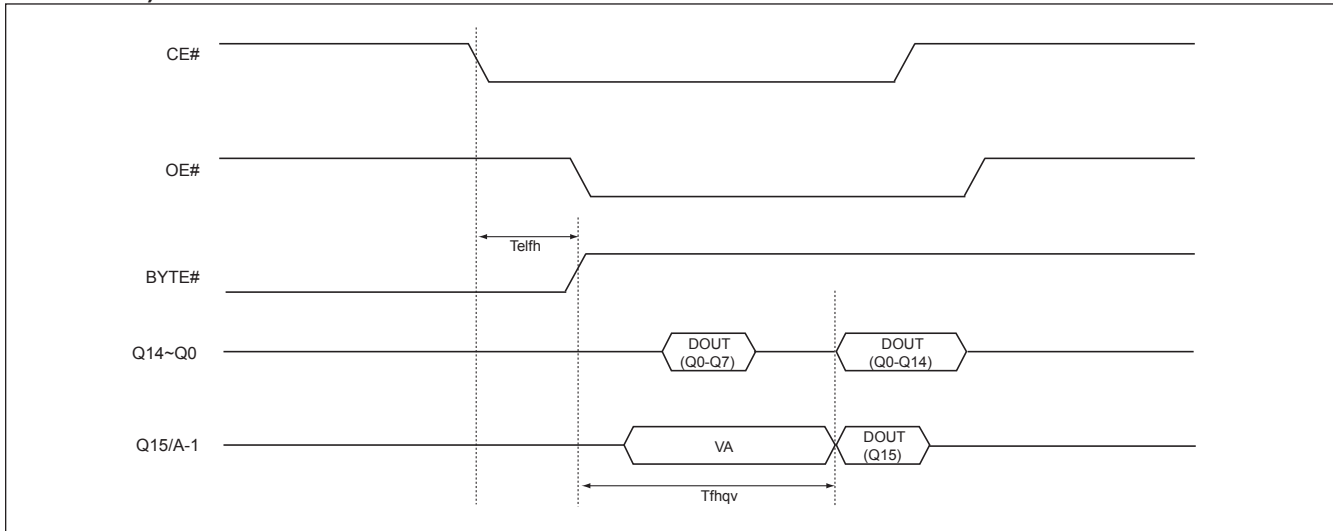 CE#
OE#
Telfh
BYTE#
Q14~Q0
DOUT
(Q0-Q7)
DOUT
(Q0-Q14)
Q15/A-1
VA
DOUT
(Q15)
Tfhqv